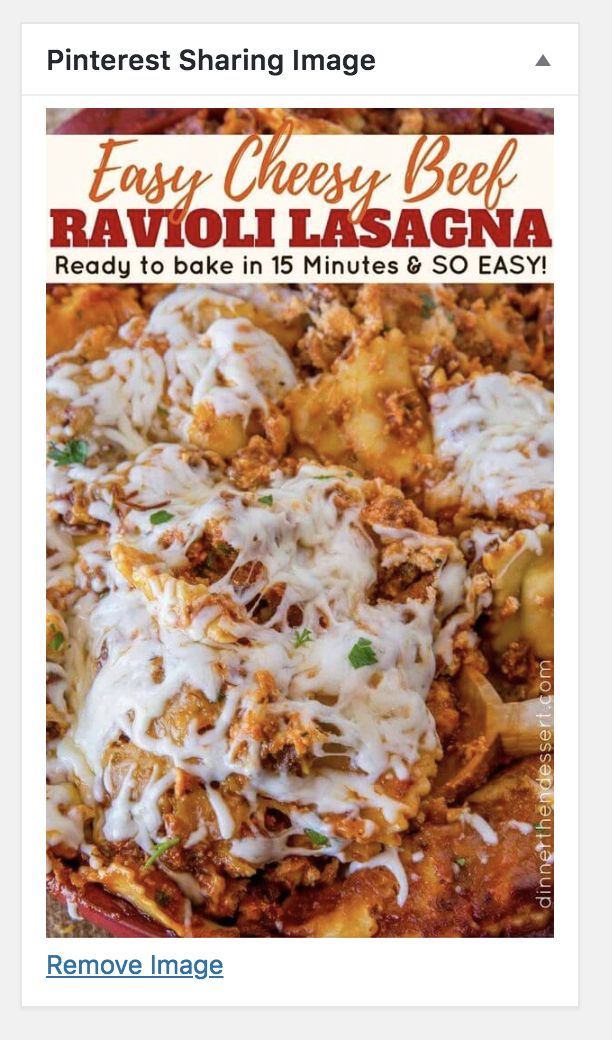 Pinterest Sharing Image
Easy Cheesy Beef
RAVIOLI LASAGNA
Ready to bake in 15 Minutes & SO EASY!
dinnerthendessert.com
Remove Image